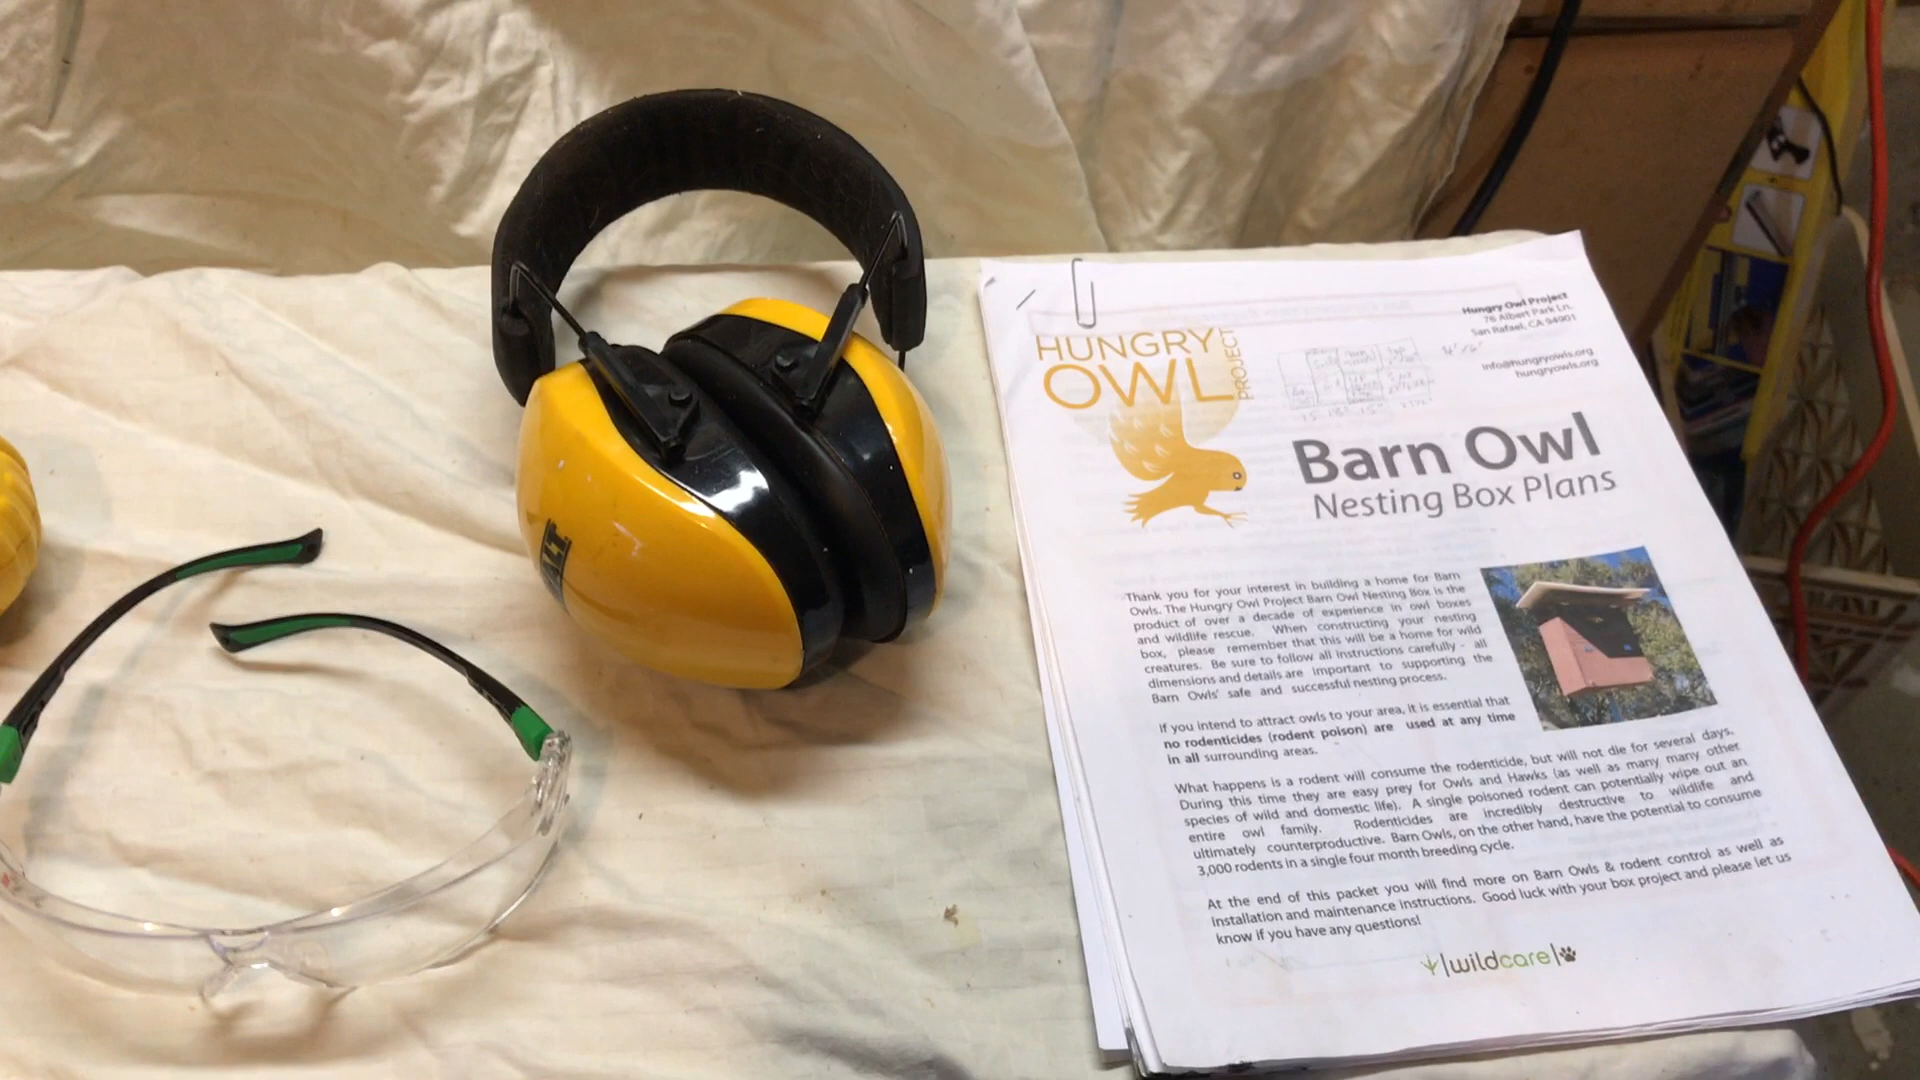 HUNGRY
OWL
PROJECT
Hungry Owl Project
76 Albert Park Ln.
San Rafael, CA 94901
info@hungryowls.org
hungryowls.org
Barn Owl
Nesting Box Plans
Thank you for your interest in building a home for Barn
Owls. The Hungry Owl Project Barn Owl Nesting Box is the
product of over a decade of experience in owl boxes
and wildlife rescue. When constructing your nesting
box, please remember that this will be a home for wild
creatures. Be sure to follow all instructions carefully - all
dimensions and details are important to supporting the
Barn Owls' safe and successful nesting process.
If you intend to attract owls to your area, it is essential that
no rodenticides (rodent poison) are used at any time
in all surrounding areas.
What happens is a rodent will consume the rodenticide, but will not die for several days.
During this time they are easy prey for Owls and Hawks (as well as many many other
species of wild and domestic life). A single poisoned rodent can potentially wipe out an
entire owl family. Rodenticides are incredibly destructive to wildlife and
ultimately counterproductive. Barn Owls, on the other hand, have the potential to consume
3,000 rodents in a single four month breeding cycle.
At the end of this packet you will find more on Barn Owls & rodent control as well as
installation and maintenance instructions. Good luck with your box project and please let us
know if you have any questions!
wildcare